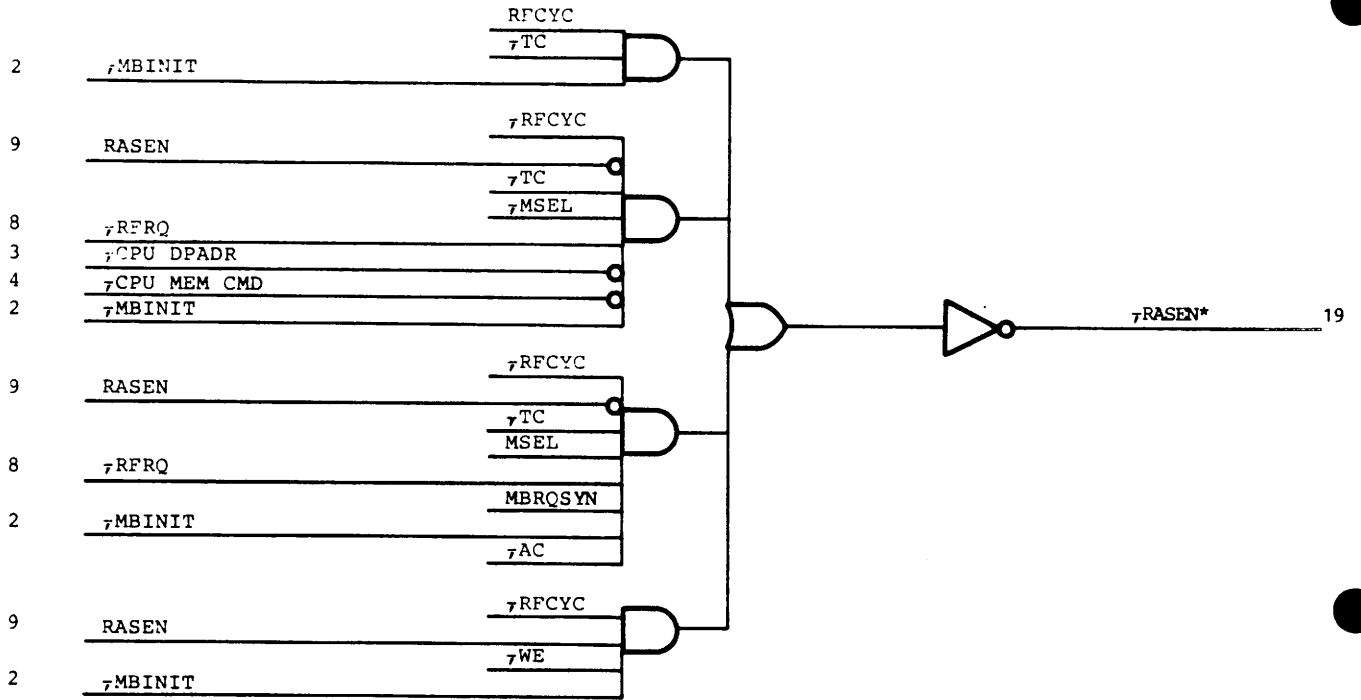 RFCYC
¬TC
2 ¬MBINIT
¬RFCYC
9 RASEN
¬TC
¬MSEL
8 ¬RFRQ
3 ¬CPU DPADR
4 ¬CPU MEM CMD
2 ¬MBINIT
¬RASEN* 19
¬RFCYC
9 RASEN
¬TC
MSEL
8 ¬RFRQ
MBRQSYN
2 ¬MBINIT
¬AC
¬RFCYC
9 RASEN
¬WE
2 ¬MBINIT